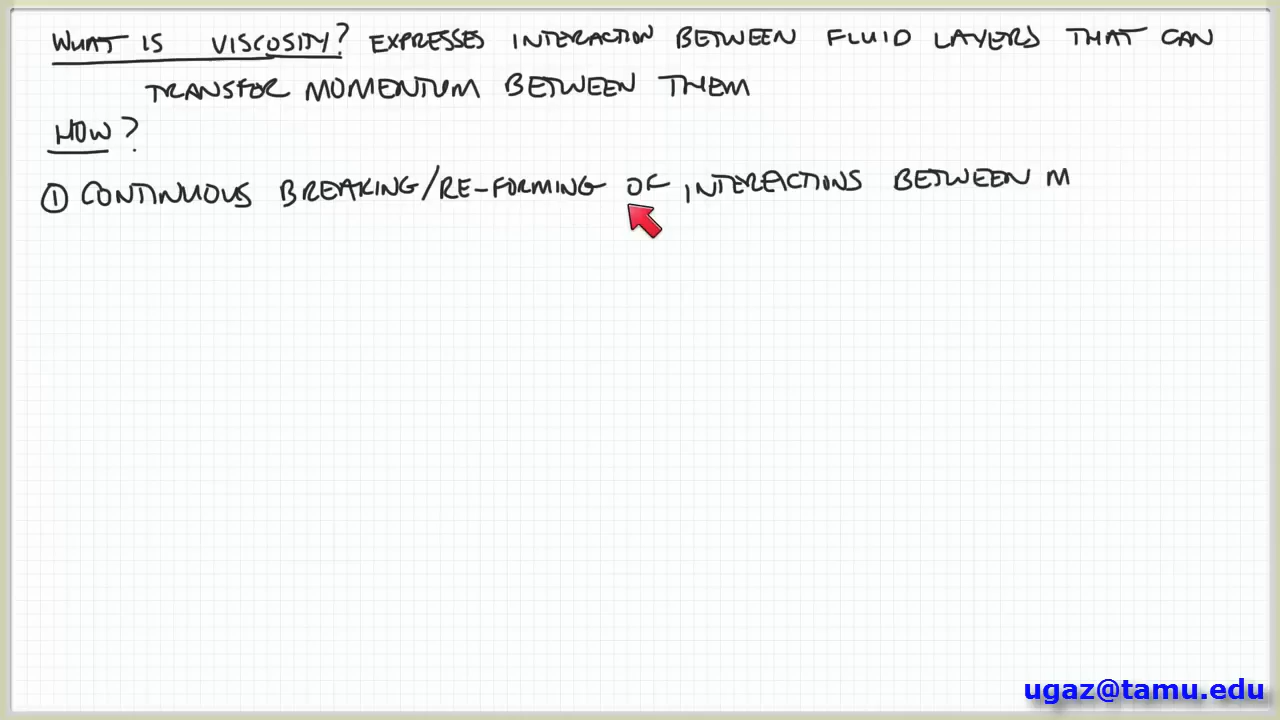 WHAT IS VISCOSITY? EXPRESSES INTERACTION BETWEEN FLUID LAYERS THAT CAN
TRANSFER MOMENTUM BETWEEN THEM
HOW?
① CONTINUOUS BREAKING/RE-FORMING OF INTERACTIONS BETWEEN M
ugaz@tamu.edu